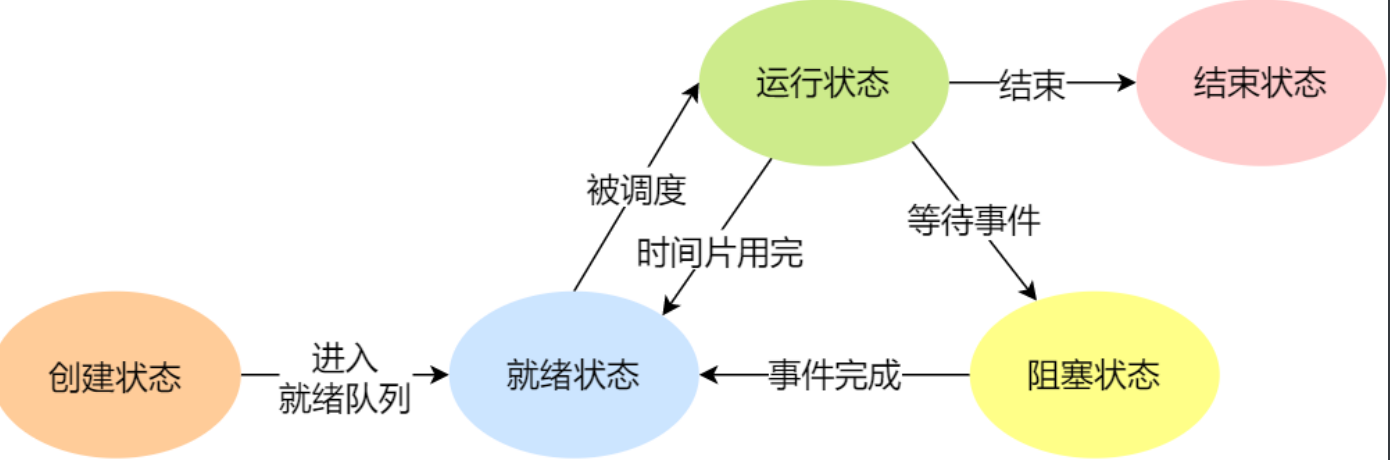 运行状态
结束
结束状态
被调度
等待事件
时间片用完
创建状态
进入
就绪队列
就绪状态
事件完成
阻塞状态